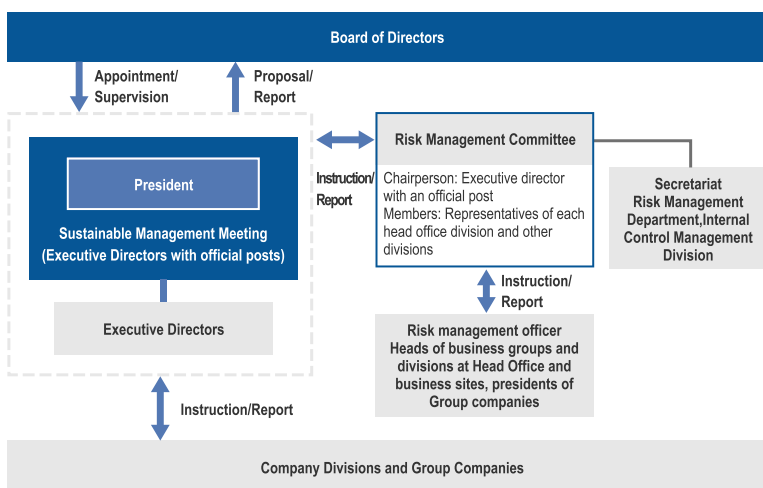 Board of Directors
Appointment/
Supervision
Proposal/
Report
President
Sustainable Management Meeting
(Executive Directors with official posts)
Executive Directors
Instruction/
Report
Risk Management Committee
Chairperson: Executive director
with an official post
Members: Representatives of each
head office division and other
divisions
Secretariat
Risk Management
Department,Internal
Control Management
Division
Instruction/
Report
Risk management officer
Heads of business groups and
divisions at Head Office and
business sites, presidents of
Group companies
Instruction/Report
Company Divisions and Group Companies